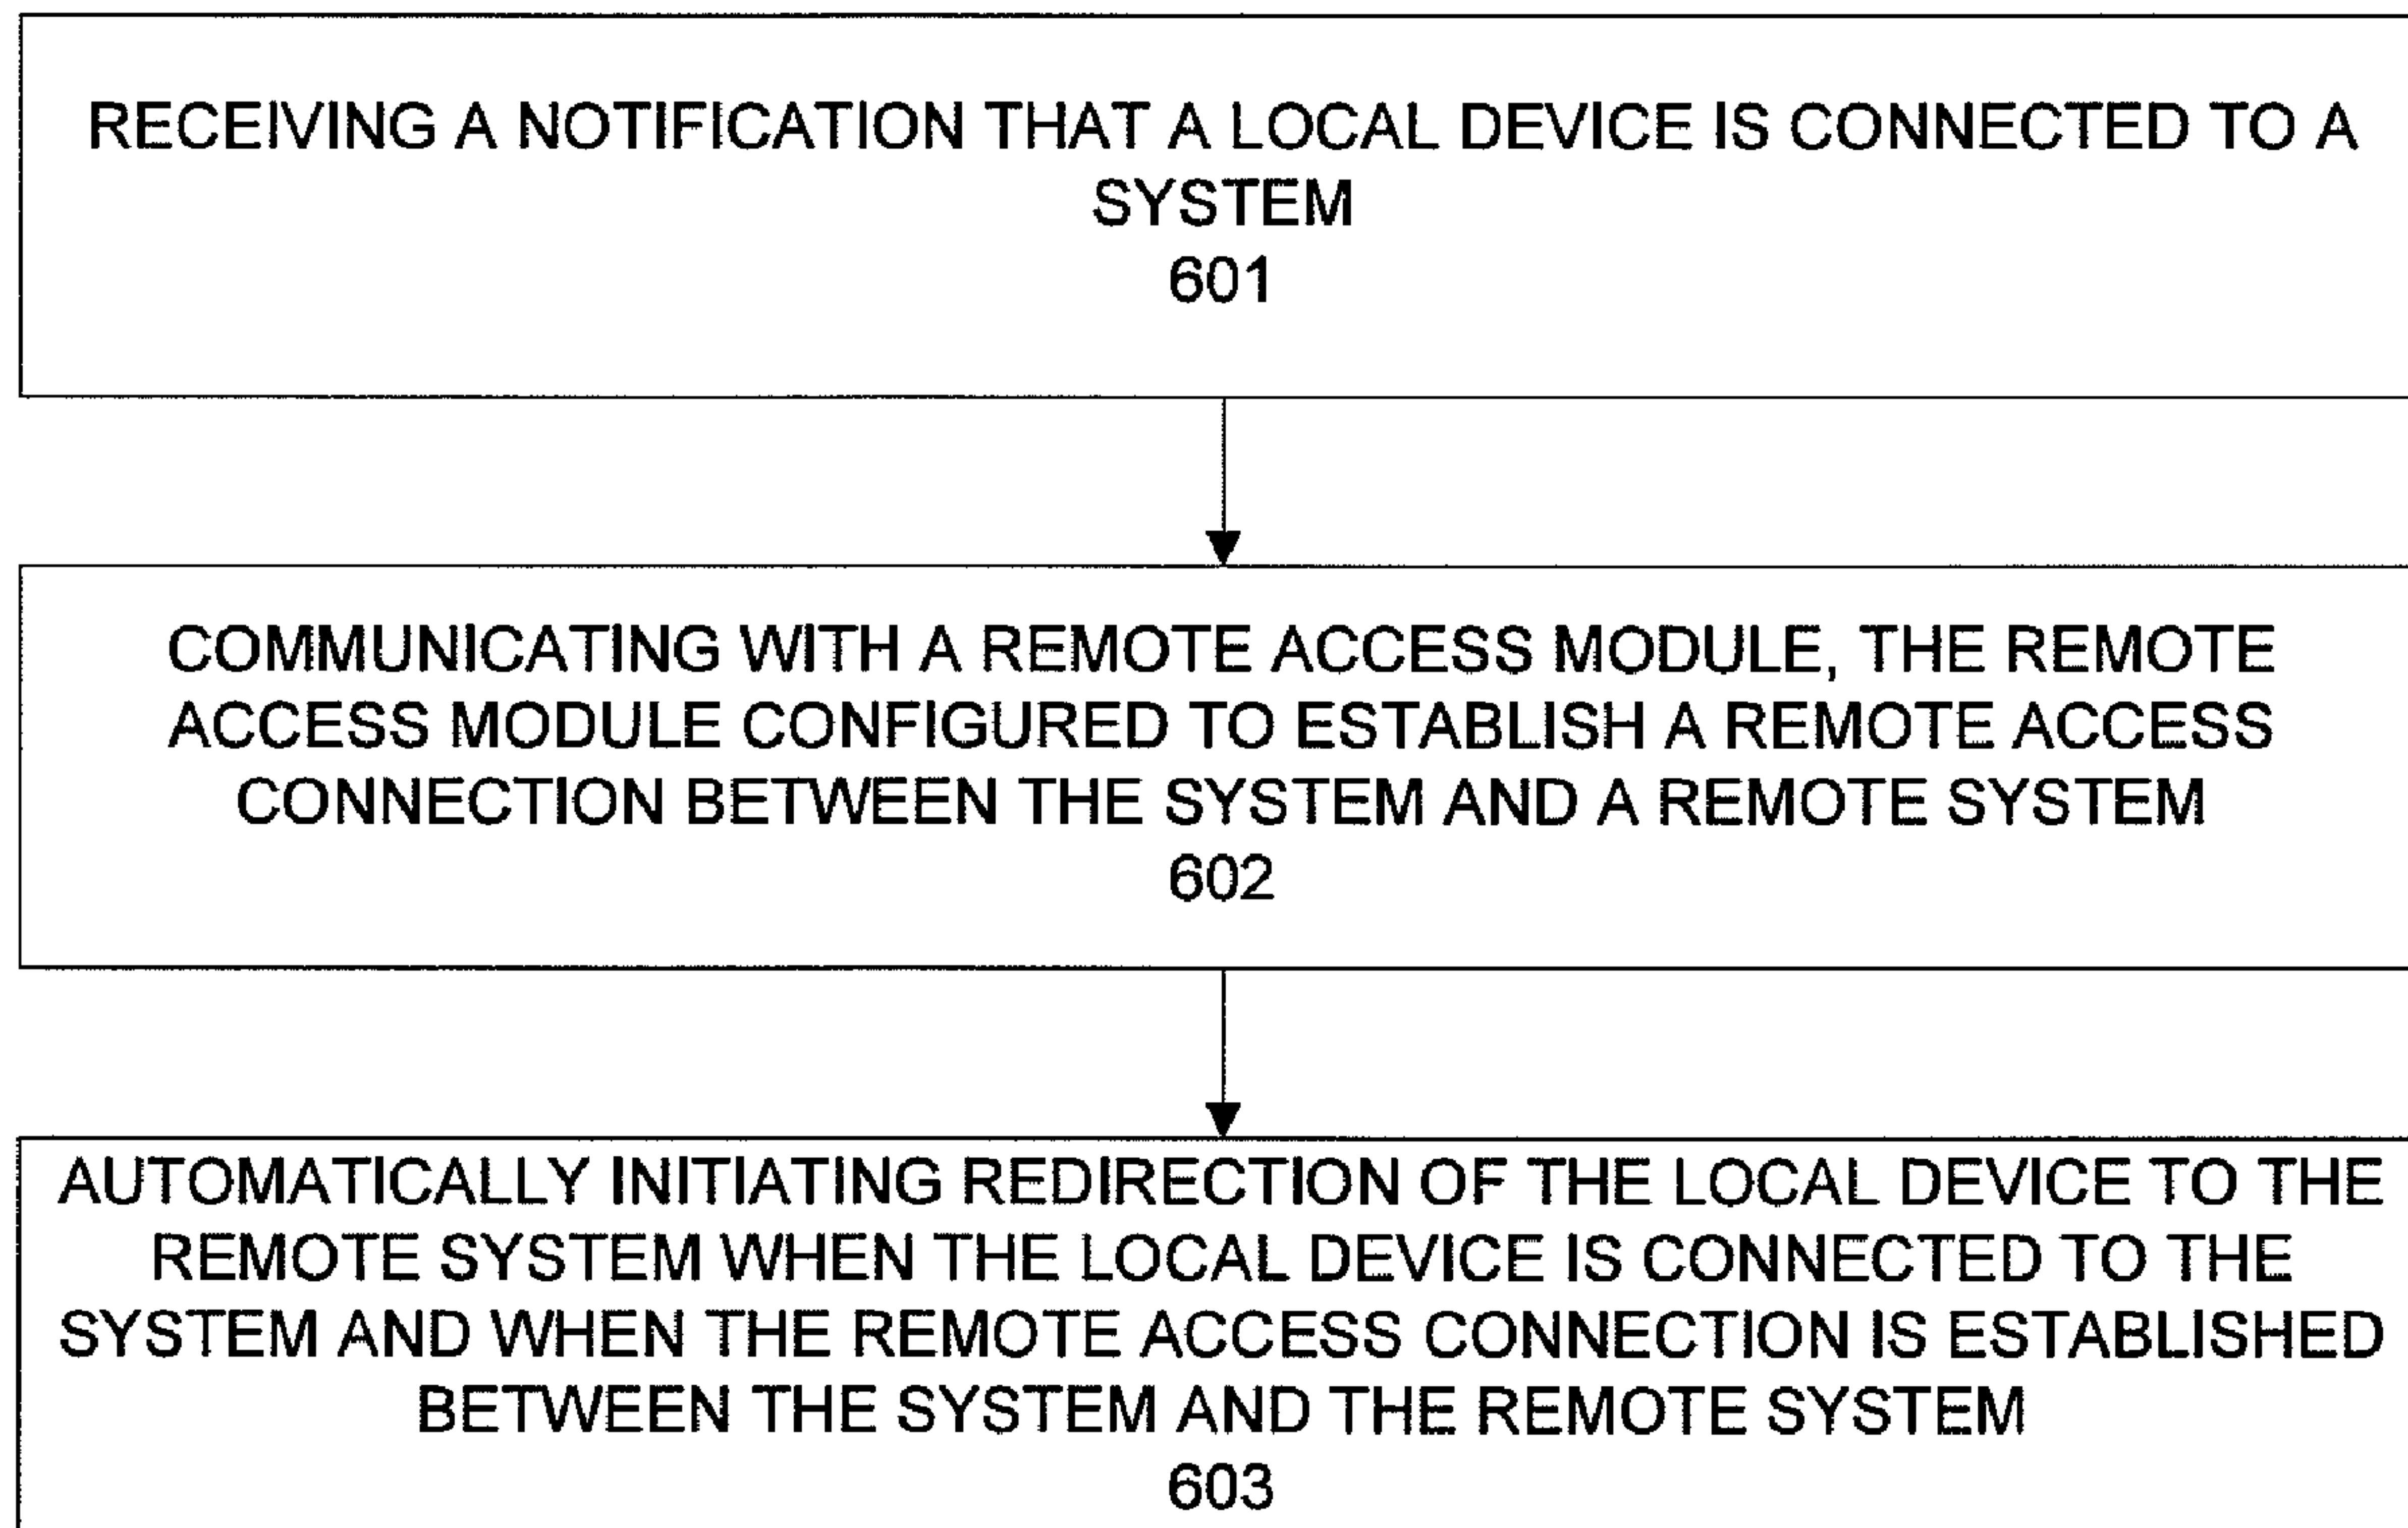 RECEIVING A NOTIFICATION THAT A LOCAL DEVICE IS CONNECTED TO A
SYSTEM
601
COMMUNICATING WITH A REMOTE ACCESS MODULE, THE REMOTE
ACCESS MODULE CONFIGURED TO ESTABLISH A REMOTE ACCESS
CONNECTION BETWEEN THE SYSTEM AND A REMOTE SYSTEM
602
AUTOMATICALLY INITIATING REDIRECTION OF THE LOCAL DEVICE TO THE
REMOTE SYSTEM WHEN THE LOCAL DEVICE IS CONNECTED TO THE
SYSTEM AND WHEN THE REMOTE ACCESS CONNECTION IS ESTABLISHED
BETWEEN THE SYSTEM AND THE REMOTE SYSTEM
603